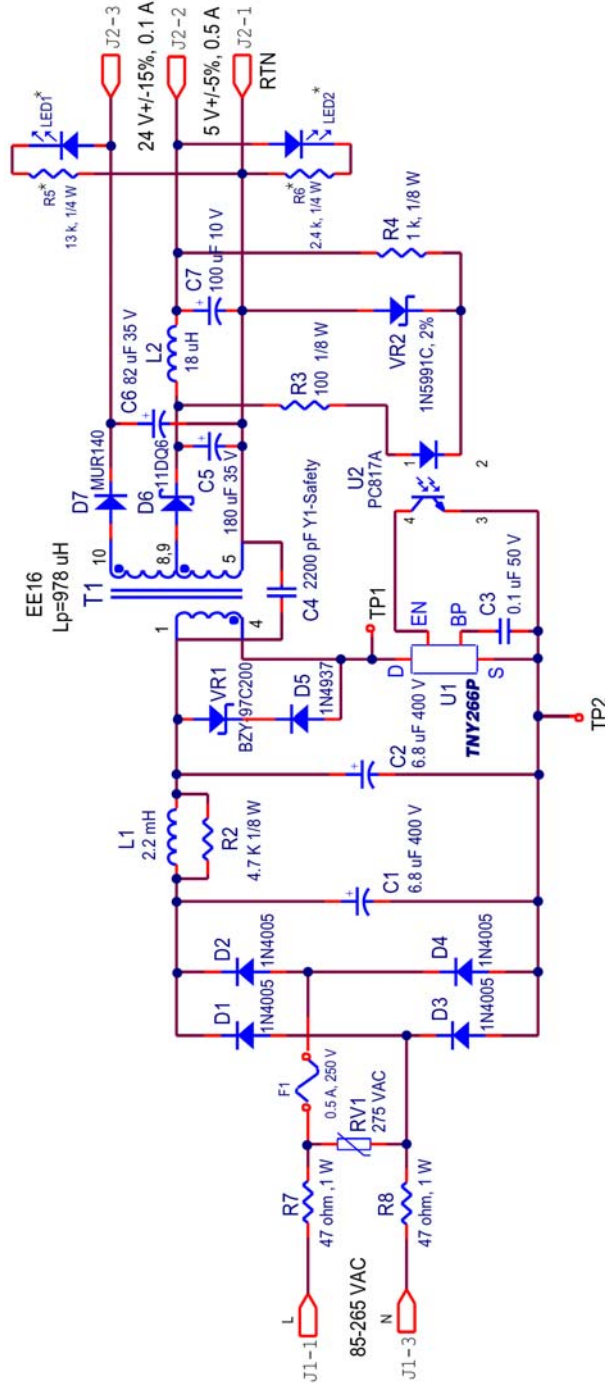 L
J1-1
85-265 VAC
N
J1-3
R7
47 ohm ,1 W
R8
47 ohm ,1 W
F1
0.5 A, 250 V
RV1
275 VAC
D1
1N4005
D2
1N4005
D3
1N4005
D4
1N4005
C1
6.8 uF 400 V
L1
2.2 mH
R2
4.7 K 1/8 W
C2
6.8 uF 400 V
VR1
BZY97C200
D5
1N4937
TP1
TP2
D
EN
BP
S
U1
TNY266P
C3
0.1 uF 50 V
EE16
Lp=978 uH
T1
1
4
10
8,9
5
C4
2200 pF Y1-Safety
D7
MUR140
D6
11DQ6
C5
180 uF 35 V
C6
82 uF 35 V
L2
18 uH
C7
100 uF 10 V
R3
100 1/8 W
U2
PC817A
1
2
3
4
VR2
1N5991C, 2%
R4
1 k, 1/8 W
R5*
13 k, 1/4 W
LED1*
R6*
2.4 k, 1/4 W
LED2*
J2-3
24 V+/-15%, 0.1 A
J2-2
5 V+/-5%, 0.5 A
J2-1
RTN